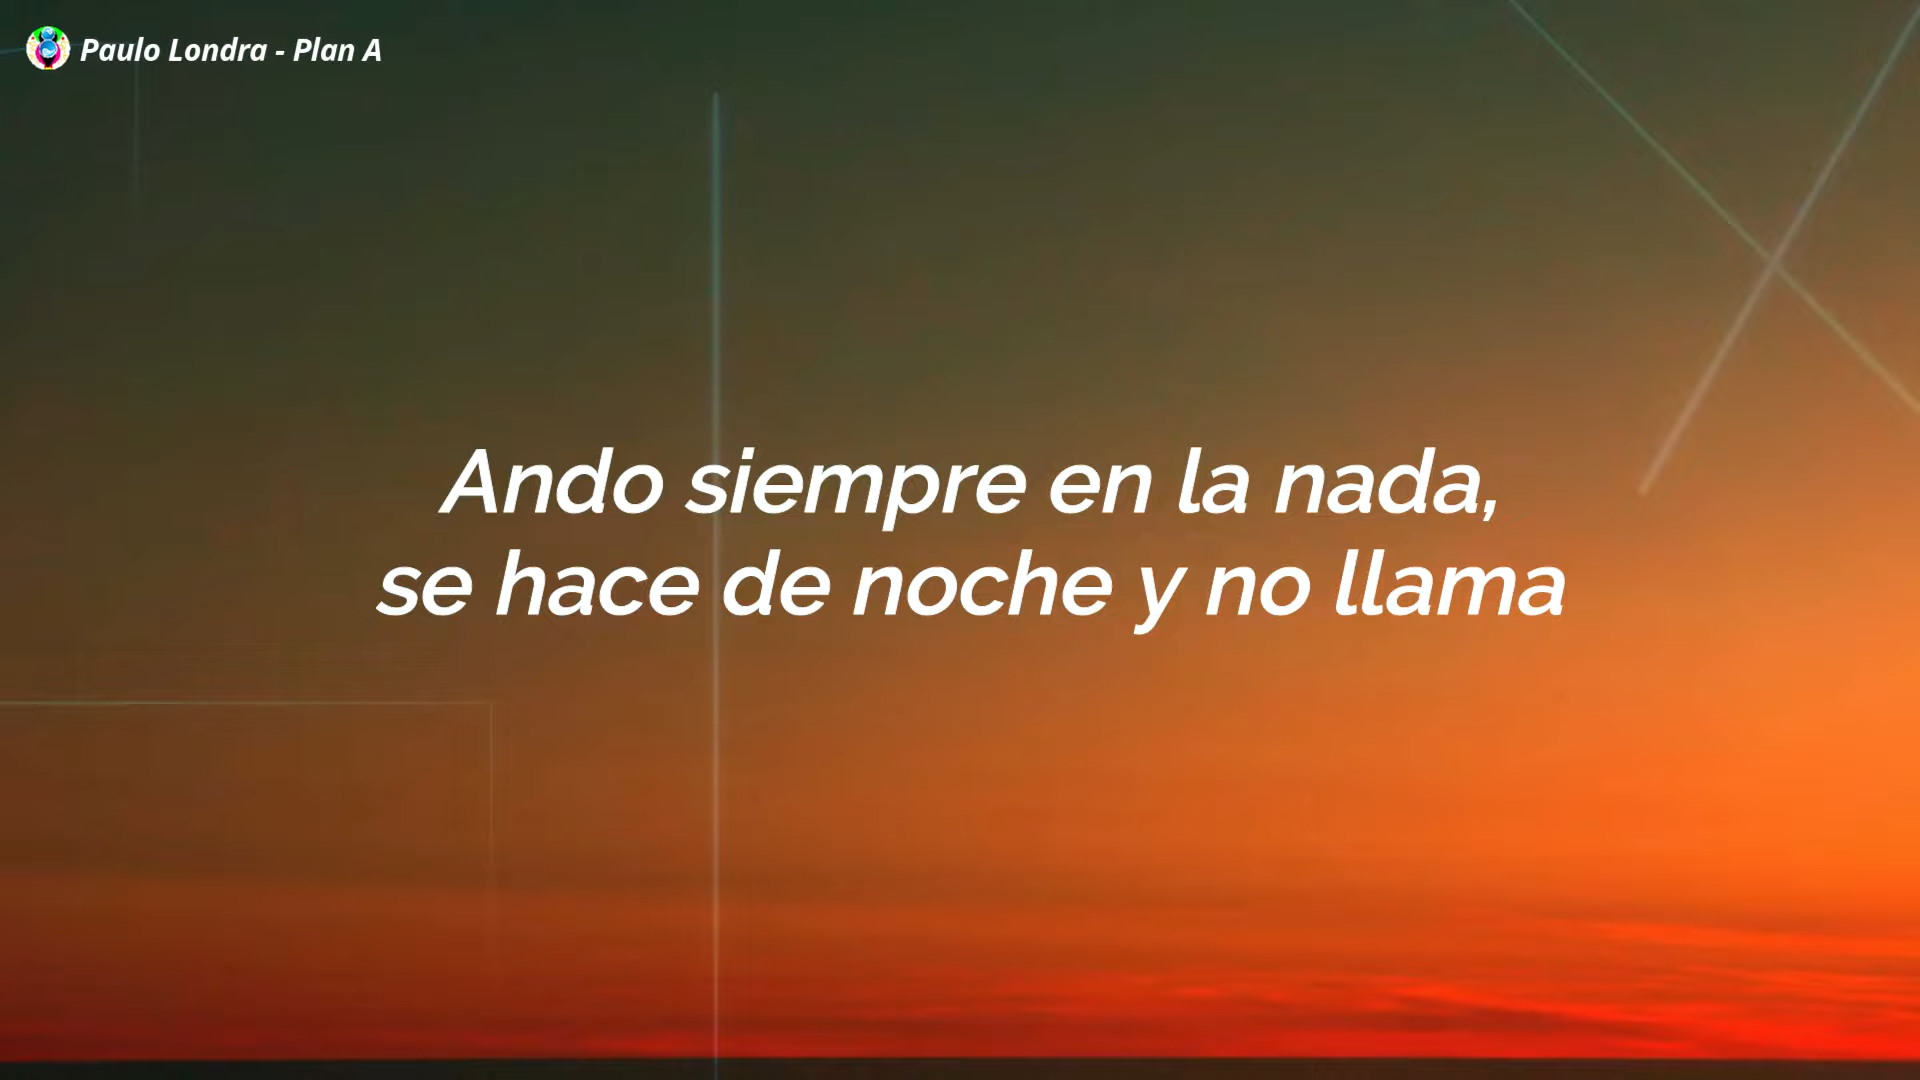 Paulo Londra - Plan A
Ando siempre en la nada,
se hace de noche y no llama